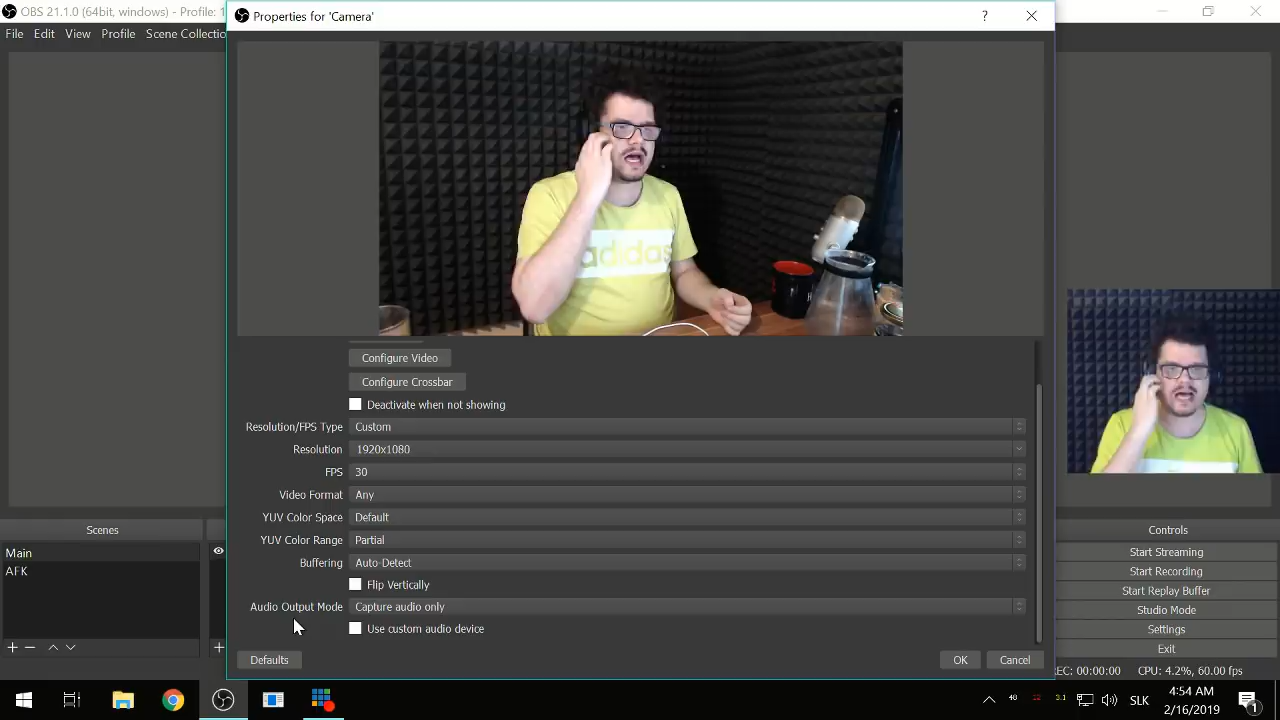 OBS 21.1.0 (64bit, windows) - Profile:
Properties for 'Camera'
?
File Edit View Profile Scene Collectio
adidas
Configure Video
Configure Crossbar
Deactivate when not showing
Resolution/FPS Type Custom
Resolution 1920x1080
FPS 30
Video Format Any
YUV Color Space Default
YUV Color Range Partial
Buffering Auto-Detect
Flip Vertically
Audio Output Mode Capture audio only
Use custom audio device
Defaults OK Cancel
Scenes
Main
AFK
Controls
Start Streaming
Start Recording
Start Replay Buffer
Studio Mode
Settings
Exit
EC: 00:00:00 CPU: 4.2%, 60.00 fps
SLK
4:54 AM
2/16/2019
1